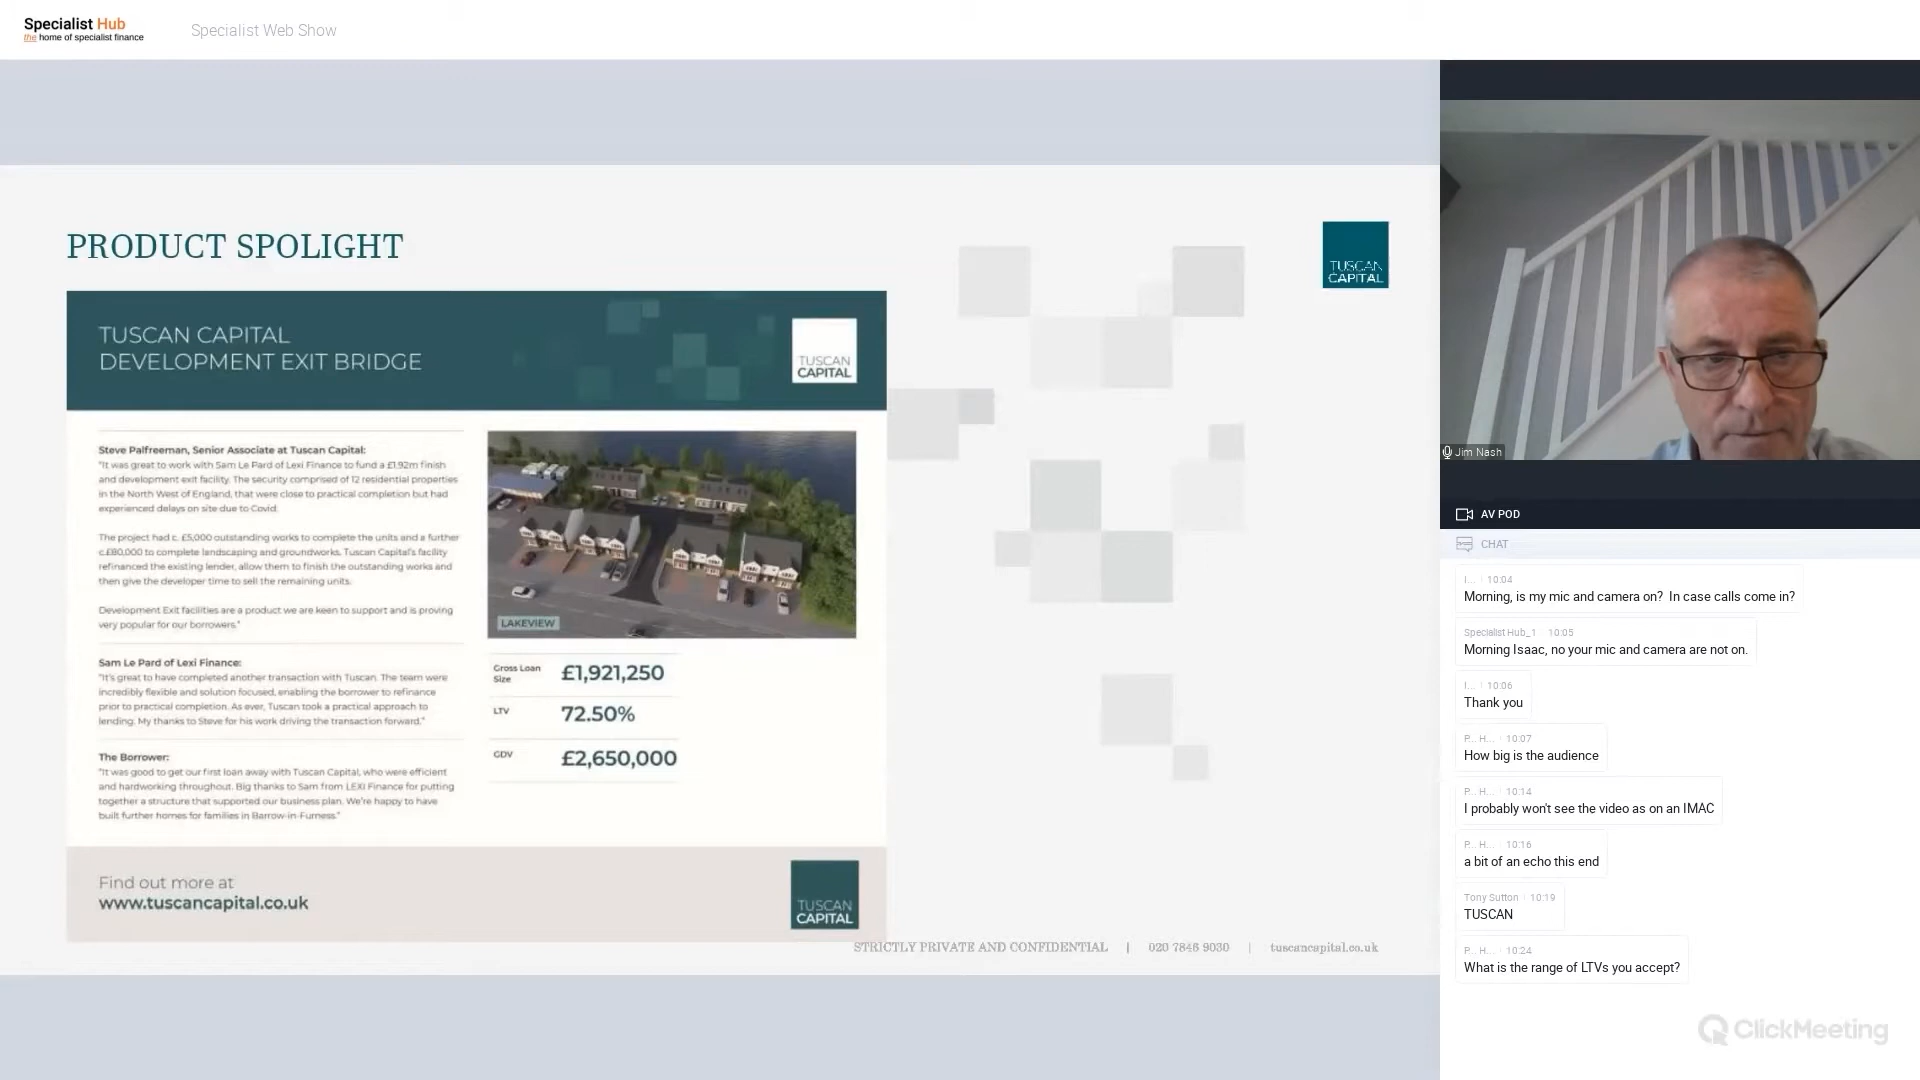 Specialist Hub
the home of specialist finance
Specialist Web Show
PRODUCT SPOLIGHT
TUSCAN
CAPITAL
TUSCAN CAPITAL
DEVELOPMENT EXIT BRIDGE
TUSCAN
CAPITAL
Steve Palfreeman, Senior Associate at Tuscan Capital:
"It was great to work with Sam Le Pard of Lexi Finance to fund a £1.92m finish
and development exit facility. The security comprised of 12 residential properties
in the North West of England, that were close to practical completion but had
experienced delays on site due to Covid.
The project had c. £5,000 outstanding works to complete the units and a further
c.£80,000 to complete landscaping and groundworks. Tuscan Capital's facility
refinanced the existing lender, allow them to finish the outstanding works and
then give the developer time to sell the remaining units.
Development Exit facilities are a product we are keen to support and is proving
very popular for our borrowers."
Sam Le Pard of Lexi Finance:
"It's great to have completed another transaction with Tuscan. The team were
incredibly flexible and solution focused, enabling the borrower to refinance
prior to practical completion. As ever, Tuscan took a practical approach to
lending. My thanks to Steve for his work driving the transaction forward."
The Borrower:
"It was good to get our first loan away with Tuscan Capital, who were efficient
and hardworking throughout. Big thanks to Sam from LEXI Finance for putting
together a structure that supported our business plan. We're happy to have
built further homes for families in Barrow-in-Furness."
LAKEVIEW
Gross Loan
Size
£1,921,250
LTV
72.50%
GDV
£2,650,000
Find out more at
www.tuscancapital.co.uk
TUSCAN
CAPITAL
STRICTLY PRIVATE AND CONFIDENTIAL | 020 7846 9030 | tuscancapital.co.uk
Jim Nash
AV POD
CHAT
I... 10:04
Morning, is my mic and camera on? In case calls come in?
Specialist Hub_1 10:05
Morning Isaac, no your mic and camera are not on.
I... 10:06
Thank you
P... H... 10:07
How big is the audience
P... H... 10:14
I probably won't see the video as on an IMAC
P... H... 10:16
a bit of an echo this end
Tony Sutton 10:19
TUSCAN
P... H... 10:24
What is the range of LTVs you accept?
ClickMeeting